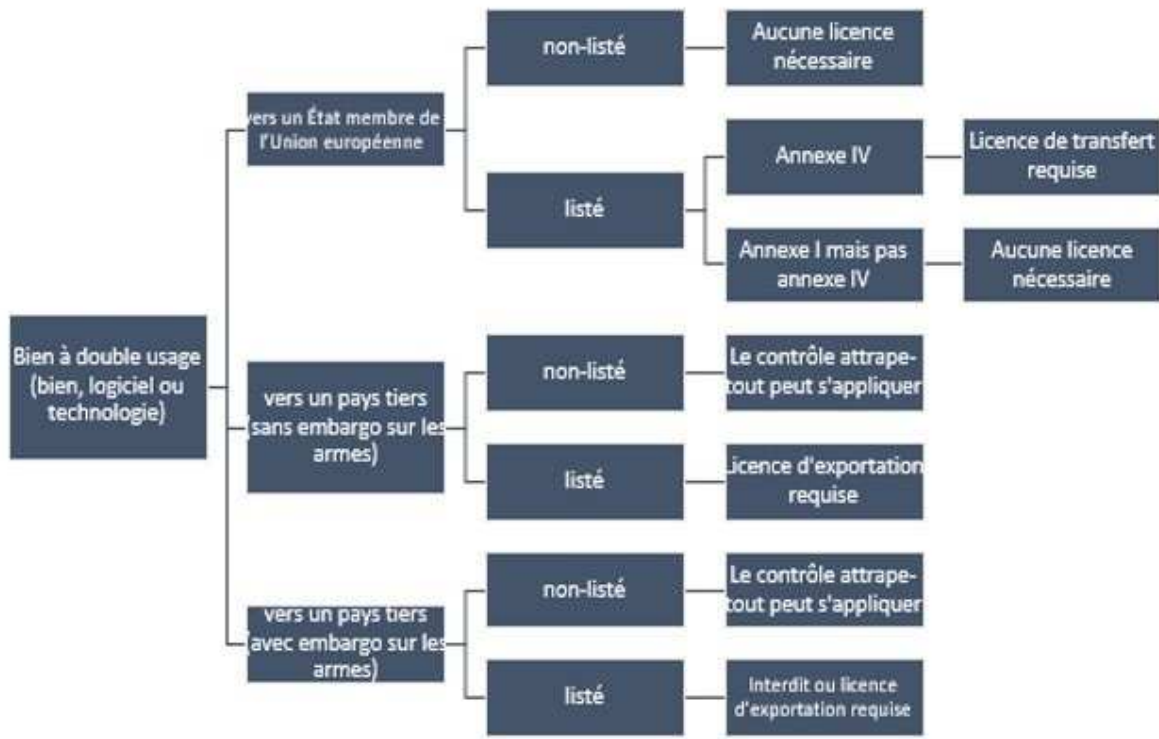 Bien à double usage
(bien, logiciel ou
technologie)
vers un État membre de
l'Union européenne
non-listé
Aucune licence
nécessaire
listé
Annexe IV
Licence de transfert
requise
Annexe I mais pas
annexe IV
Aucune licence
nécessaire
vers un pays tiers
(sans embargo sur les
armes)
non-listé
Le contrôle attrape-
tout peut s'appliquer
listé
Licence d'exportation
requise
vers un pays tiers
(avec embargo sur les
armes)
non-listé
Le contrôle attrape-
tout peut s'appliquer
listé
Interdit ou licence
d'exportation requise